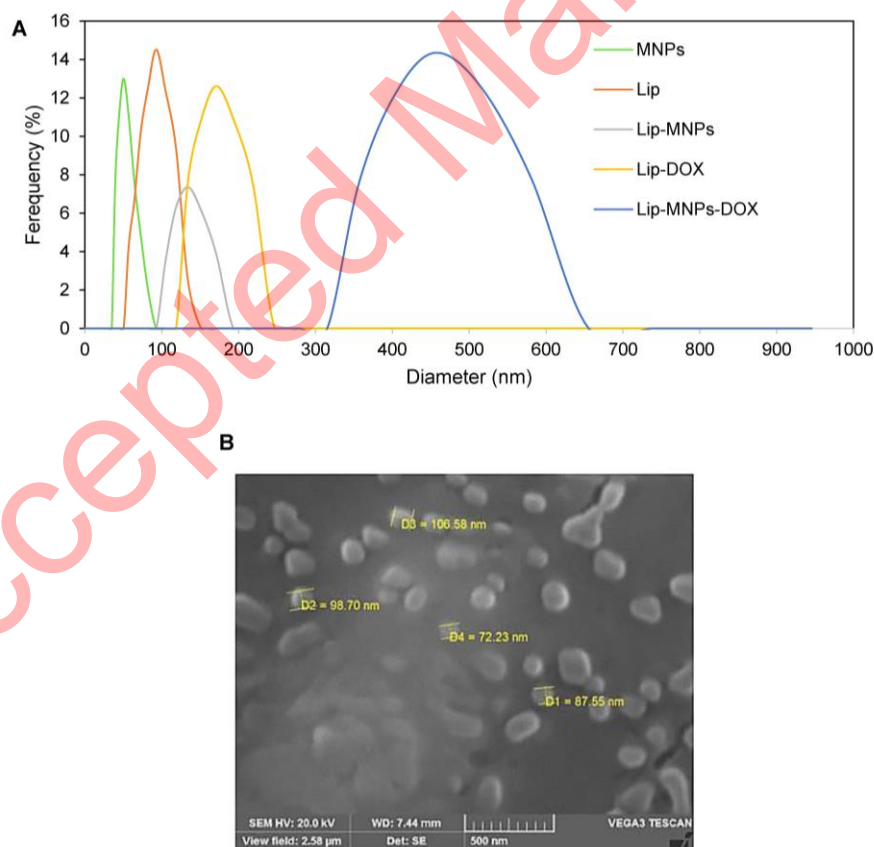 A
16
14
12
10
8
6
4
2
0
Ferequency (%)
0 100 200 300 400 500 600 700 800 900 1000
Diameter (nm)
MNPs
Lip
Lip-MNPs
Lip-DOX
Lip-MNPs-DOX
ccepted Ma
B
D3 = 106.58 nm
D2 = 98.70 nm
D4 = 72.23 nm
D1 = 87.55 nm
SEM HV: 20.0 kV WD: 7.44 mm VEGA3 TESCAN
View field: 2.58 µm Det: SE 500 nm